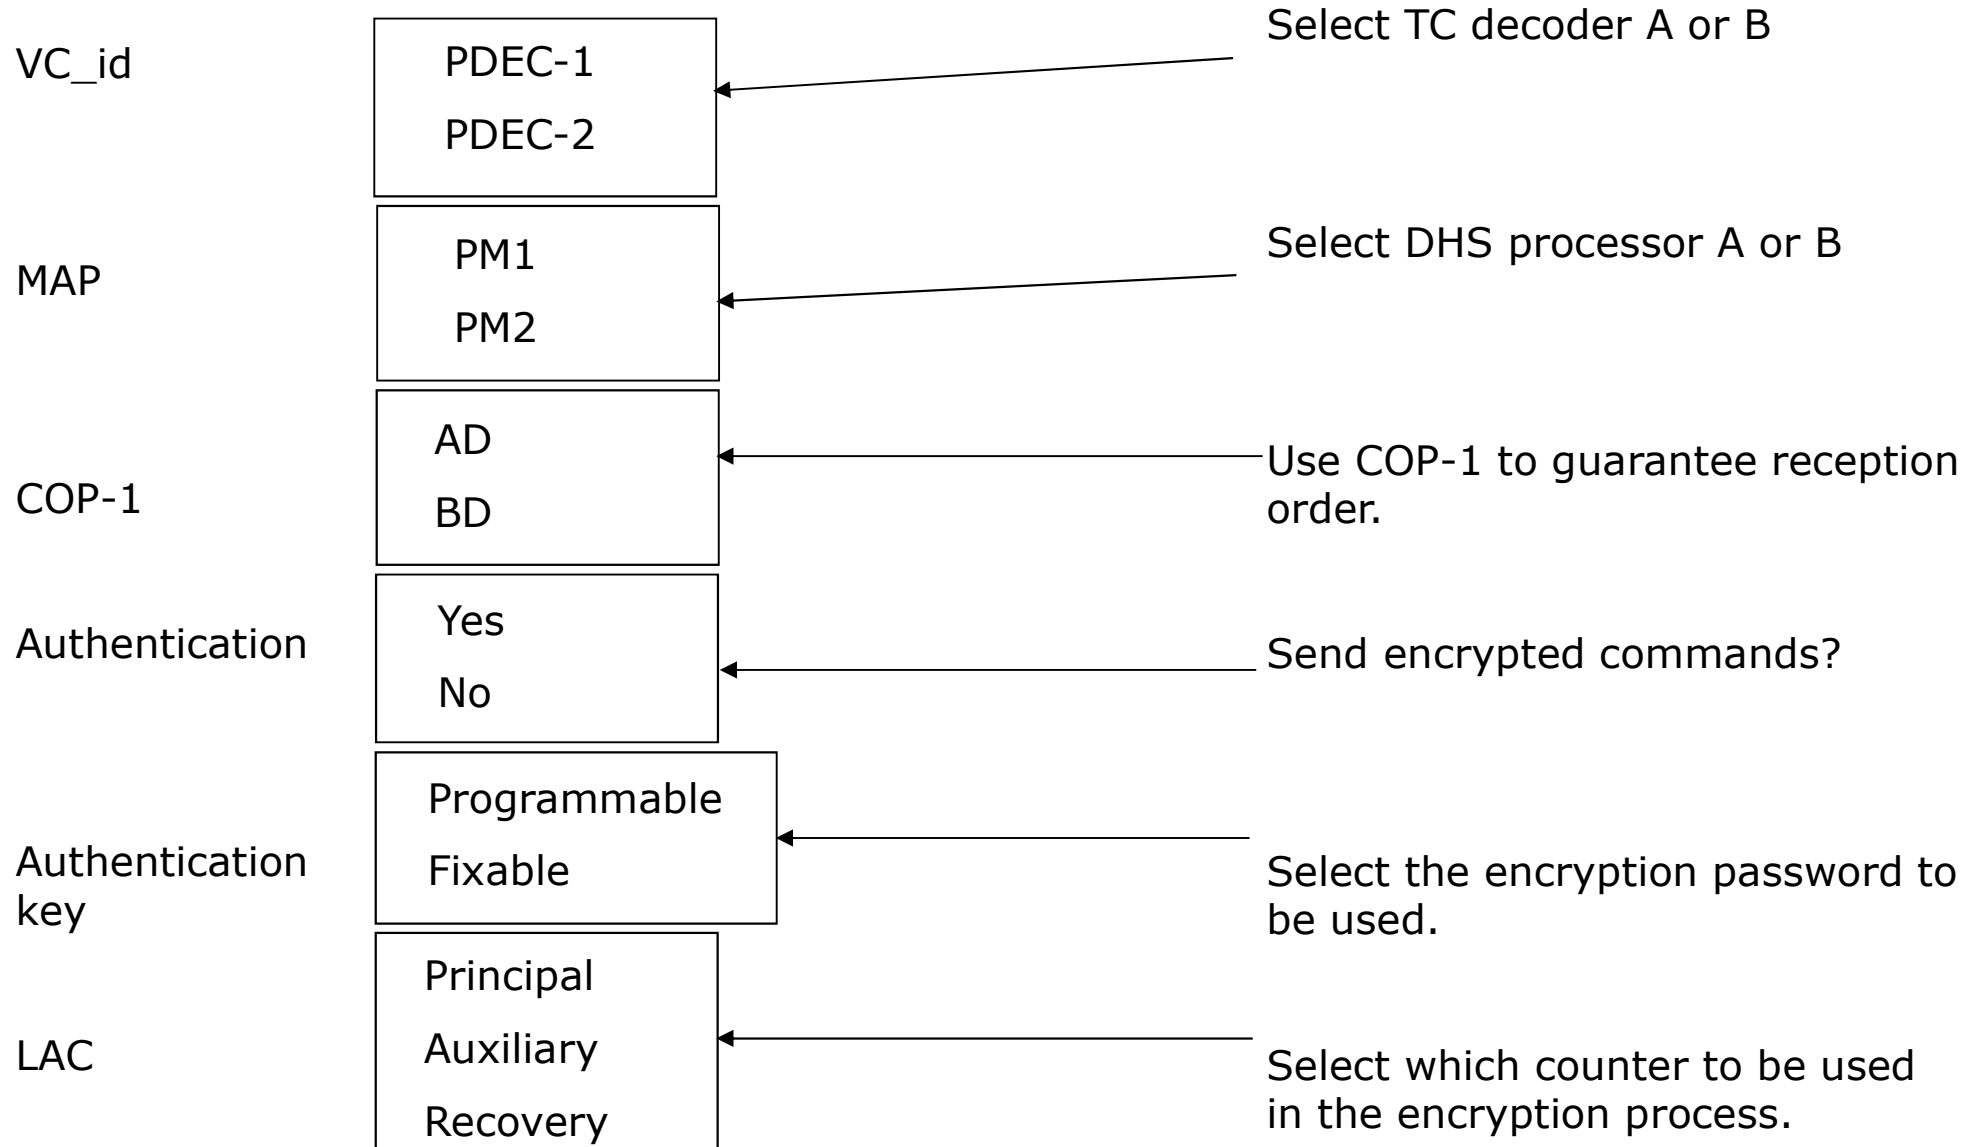 VC_id
PDEC-1
PDEC-2
Select TC decoder A or B
MAP
PM1
PM2
Select DHS processor A or B
COP-1
AD
BD
Use COP-1 to guarantee reception
order.
Authentication
Yes
No
Send encrypted commands?
Authentication
key
Programmable
Fixable
Select the encryption password to
be used.
LAC
Principal
Auxiliary
Recovery
Select which counter to be used
in the encryption process.